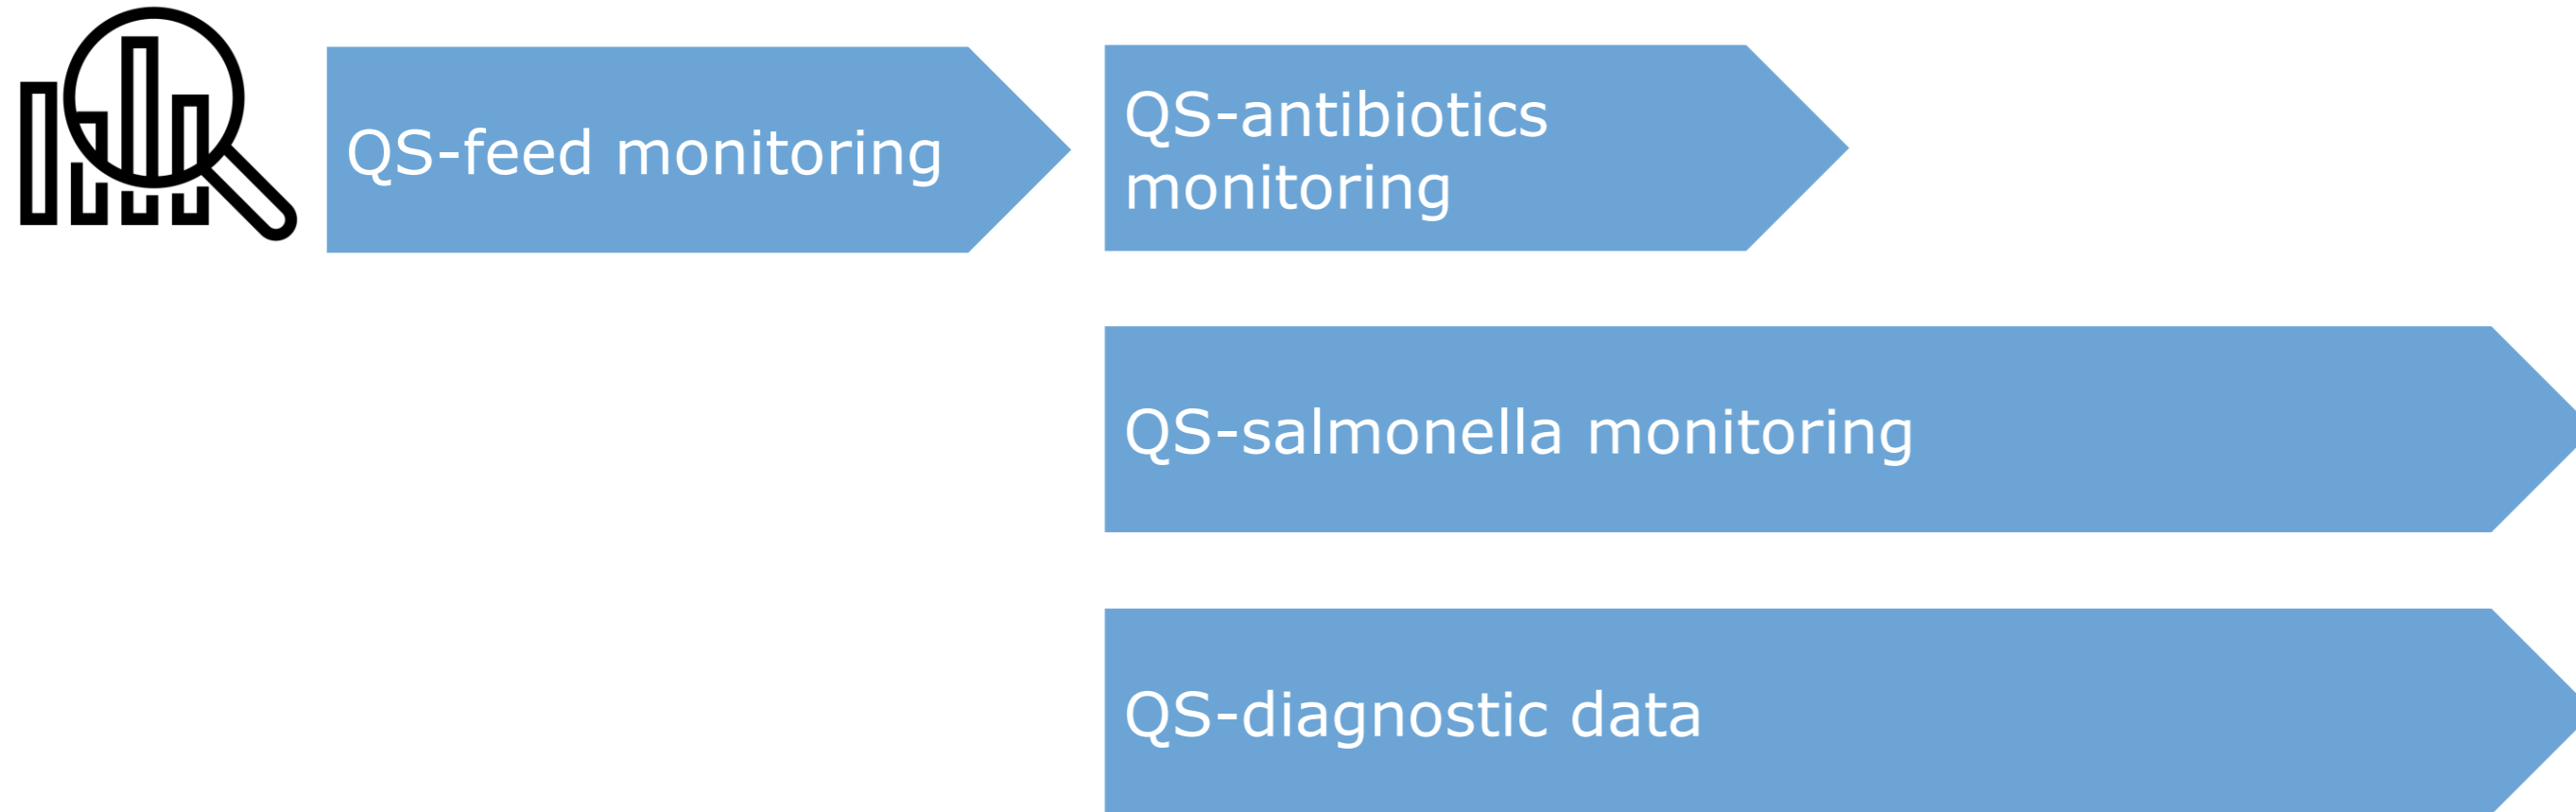 QS-feed monitoring
QS-antibiotics
monitoring
QS-salmonella monitoring
QS-diagnostic data